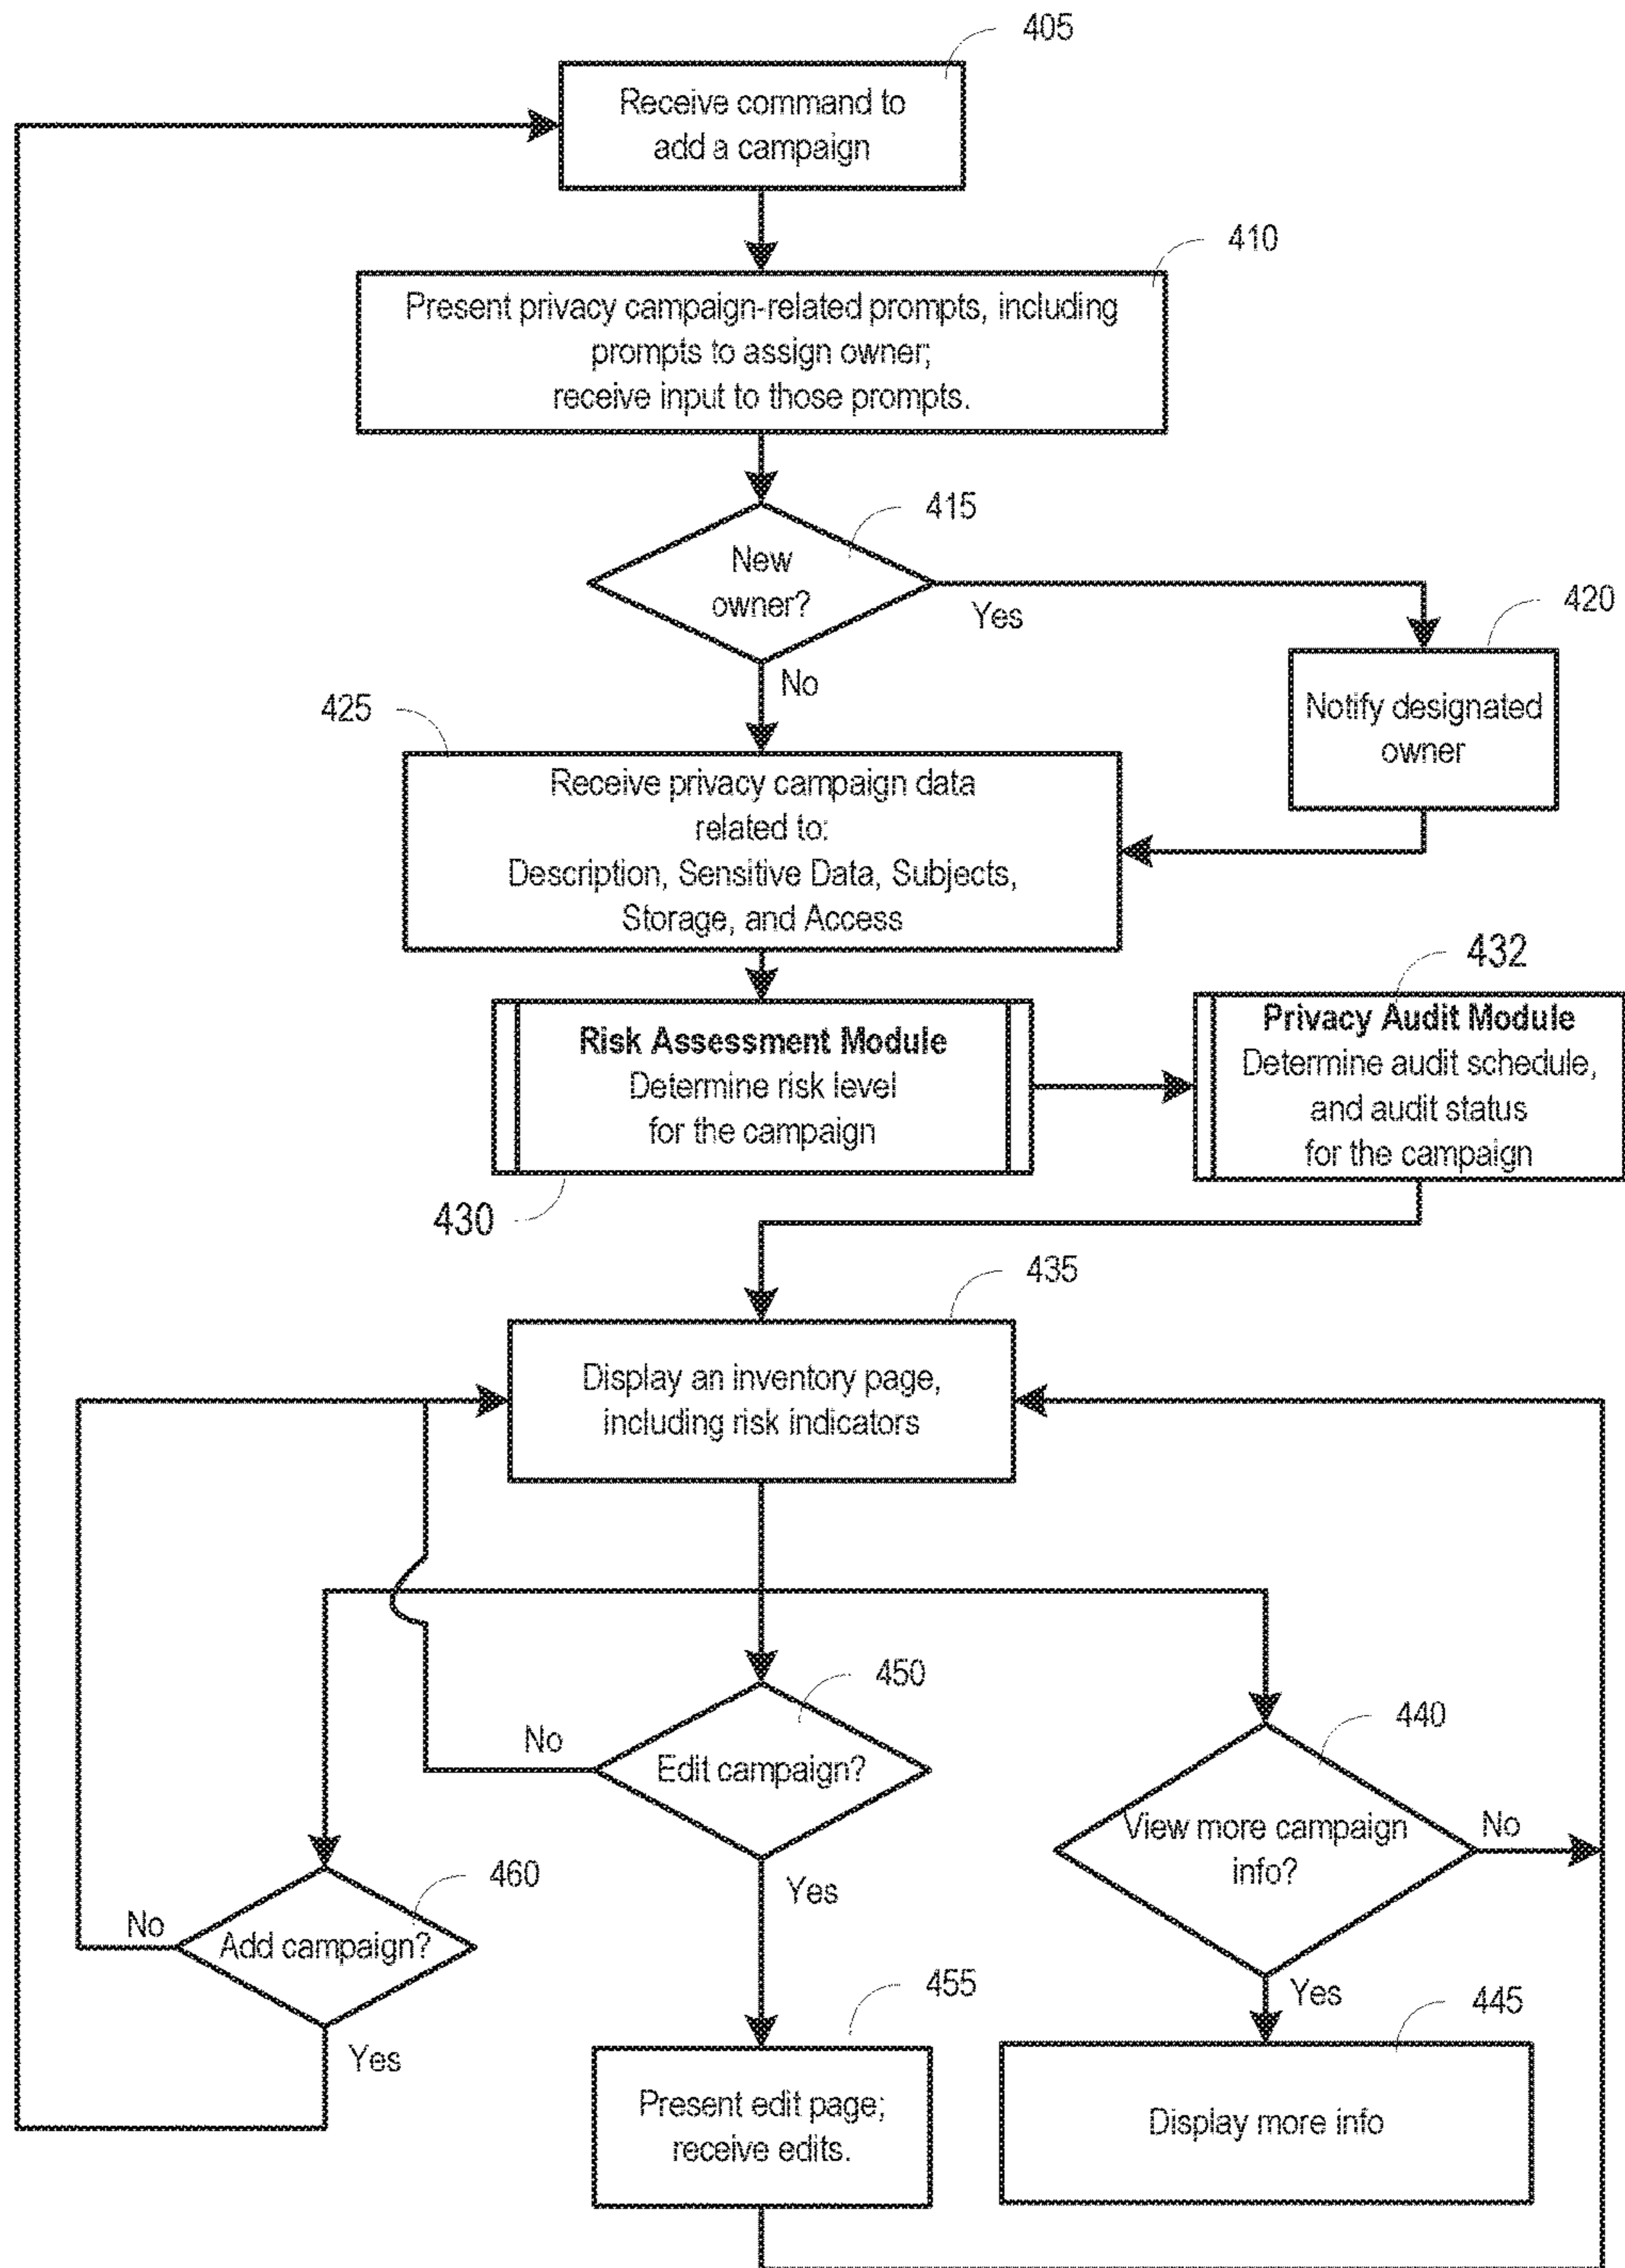 405
Receive command to
add a campaign
410
Present privacy campaign-related prompts, including
prompts to assign owner;
receive input to those prompts.
415
New
owner?
Yes
No
420
Notify designated
owner
425
Receive privacy campaign data
related to:
Description, Sensitive Data, Subjects,
Storage, and Access
Risk Assessment Module
Determine risk level
for the campaign
430
432
Privacy Audit Module
Determine audit schedule,
and audit status
for the campaign
435
Display an inventory page,
including risk indicators
450
Edit campaign?
No
Yes
440
View more campaign
info?
No
Yes
460
Add campaign?
No
Yes
455
Present edit page;
receive edits.
445
Display more info